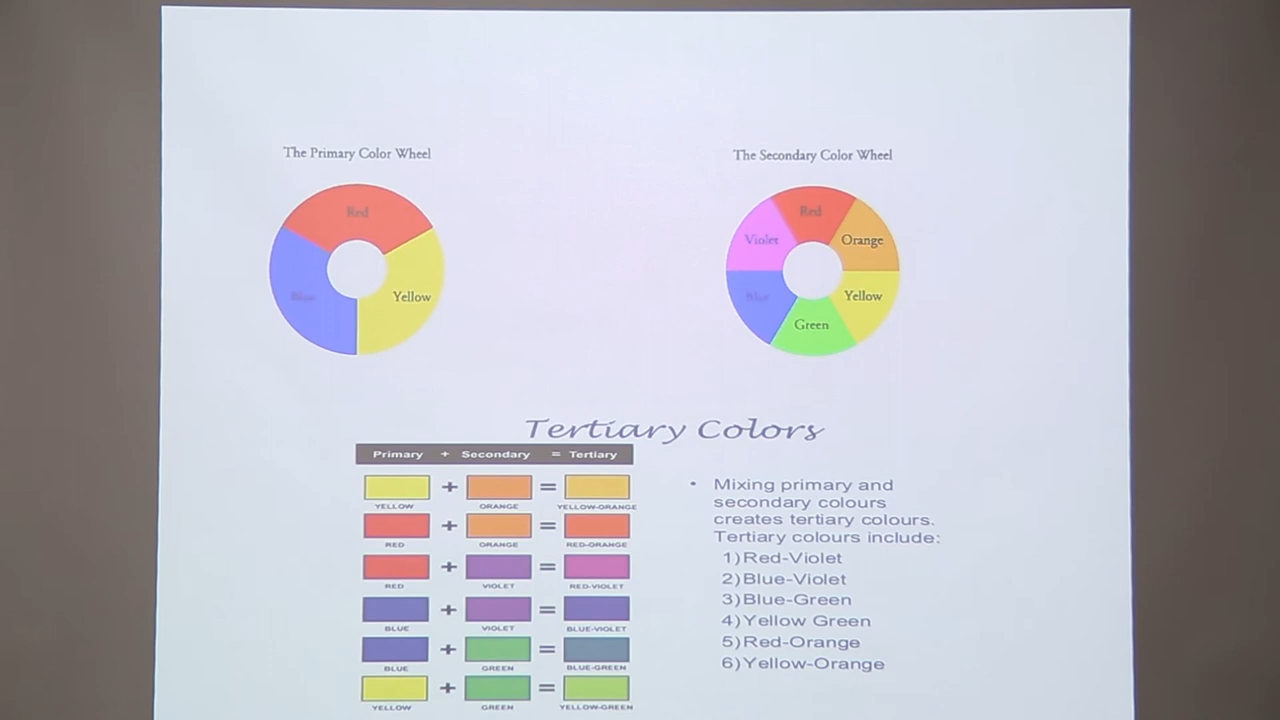 The Primary Color Wheel
Red
Blue
Yellow
The Secondary Color Wheel
Red
Violet
Orange
Blue
Yellow
Green
Tertiary Colors
Primary + Secondary = Tertiary
+ =
YELLOW ORANGE YELLOW-ORANGE
+ =
RED ORANGE RED-ORANGE
+ =
RED VIOLET RED-VIOLET
+ =
BLUE VIOLET BLUE-VIOLET
+ =
BLUE GREEN BLUE-GREEN
+ =
YELLOW GREEN YELLOW-GREEN
• Mixing primary and
secondary colours
creates tertiary colours.
Tertiary colours include:
1)Red-Violet
2)Blue-Violet
3)Blue-Green
4)Yellow Green
5)Red-Orange
6)Yellow-Orange